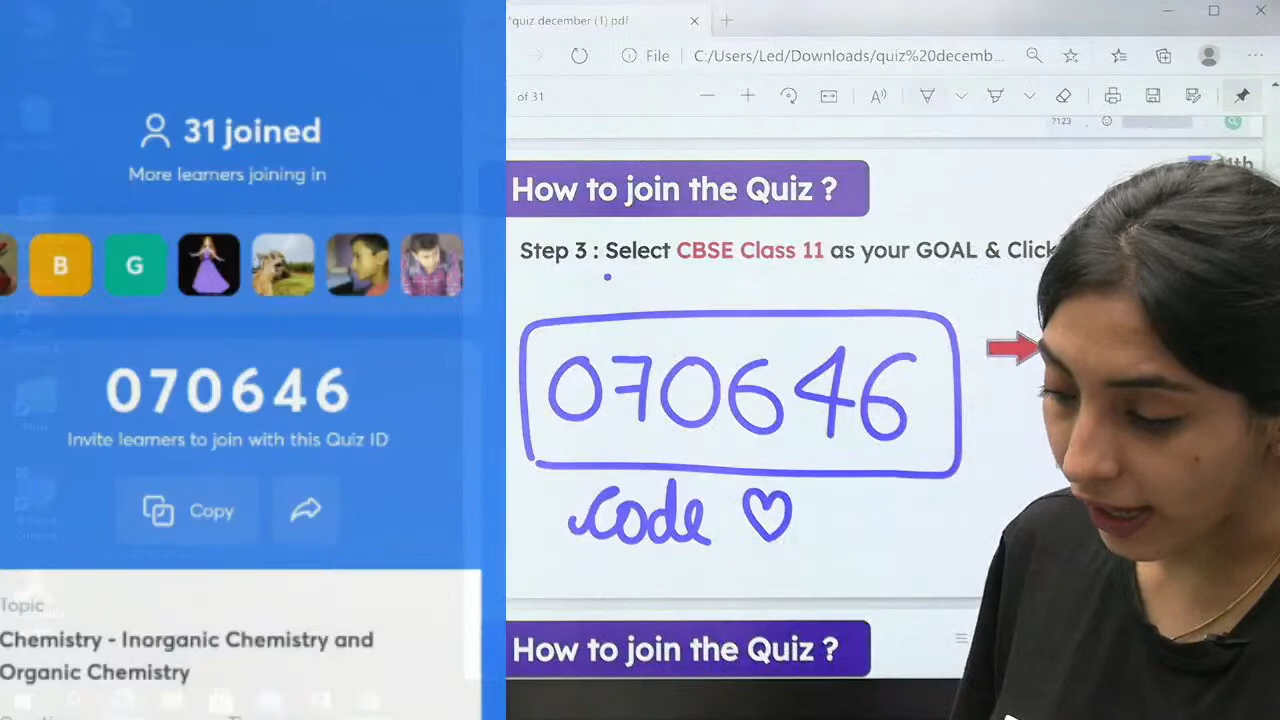 31 joined
More learners joining in
B
G
070646
Invite learners to join with this Quiz ID
Copy
Topic
Chemistry - Inorganic Chemistry and
Organic Chemistry
*quiz december (1).pdf
File
C:/Users/Led/Downloads/quiz%20decemb...
of 31
?123
How to join the Quiz ?
Step 3 : Select CBSE Class 11 as your GOAL & Click
070646
code
How to join the Quiz ?